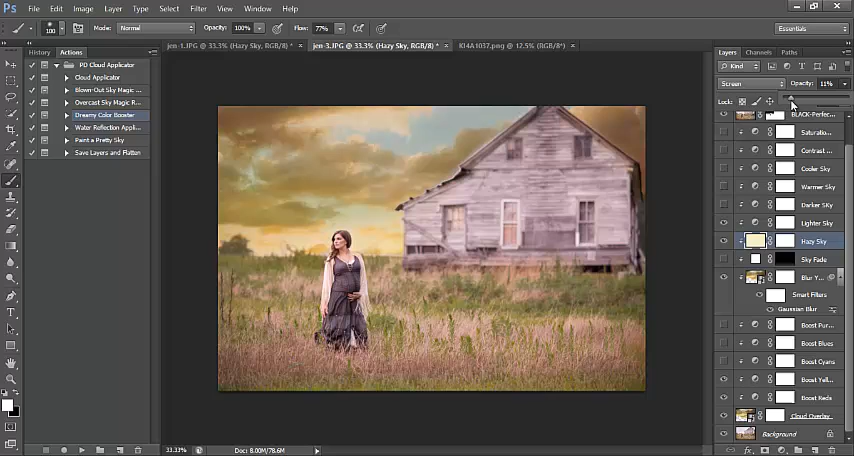 Ps File Edit Image Layer Type Select Filter View Window Help
100 Mode: Normal Opacity: 100% Flow: 77% Essentials
jen-1.JPG @ 33.3% (Hazy Sky, RGB/8) * × jen-3.JPG @ 33.3% (Hazy Sky, RGB/8) * × KI4A1037.png @ 12.5% (RGB/8*) ×
History Actions
PD Cloud Applicator
Cloud Applicator
Blown-Out Sky Magic R...
Overcast Sky Magic R...
Dreamy Color Booster
Water Reflection Appli...
Paint a Pretty Sky
Save Layers and Flatten
Layers Channels Paths
Kind
Screen Opacity: 11%
Lock:
BLACK-Perfec...
Saturatio...
Contrast ...
Cooler Sky
Warmer Sky
Darker SKy
Lighter Sky
Hazy Sky
Sky Fade
Blur Y...
Smart Filters
Gaussian Blur
Boost Pur...
Boost Blues
Boost Cyans
Boost Yell...
Boost Reds
Cloud Overlay
Background
33.33% Doc: 8.00M/78.6M
fx